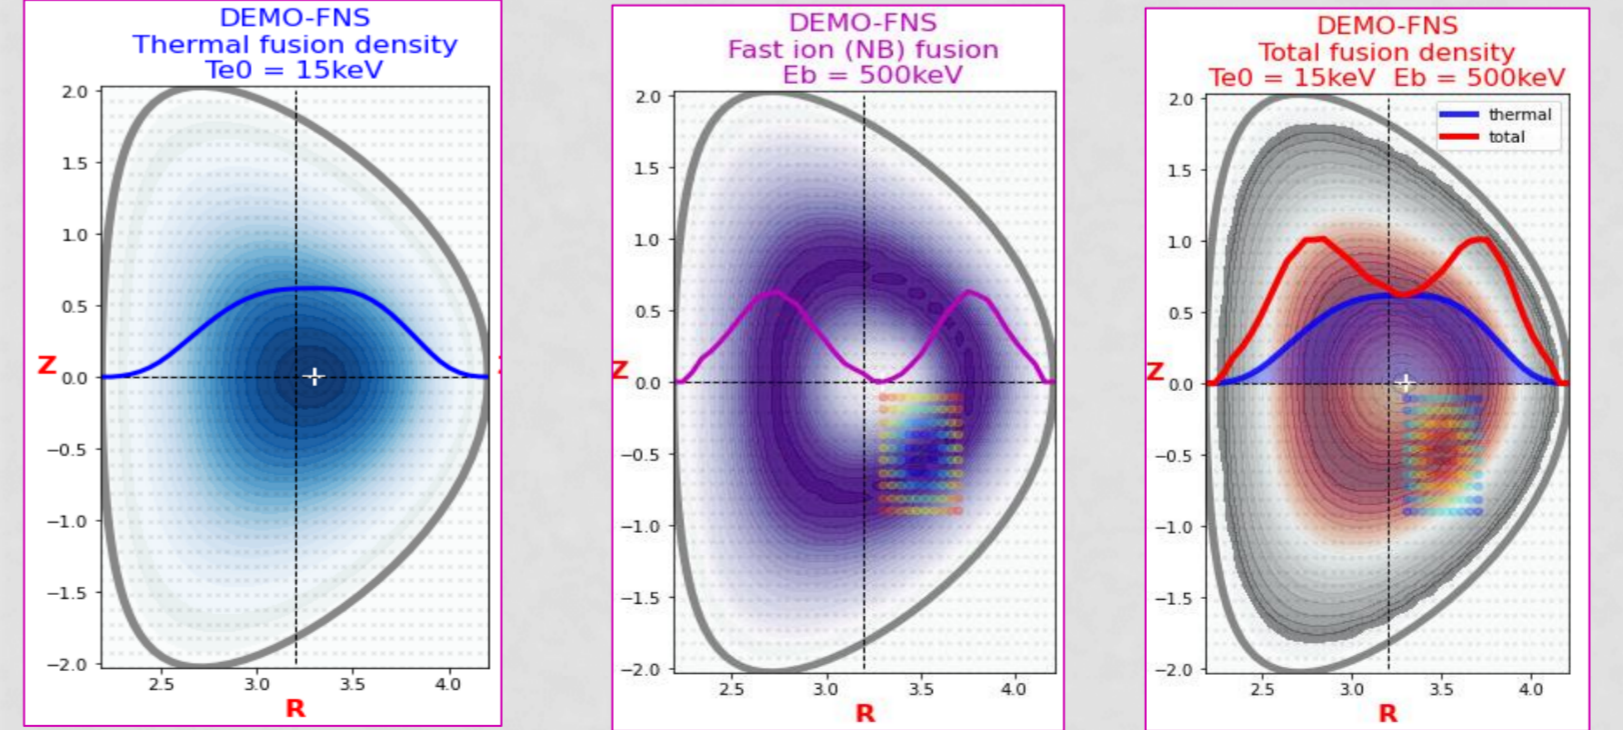 DEMO-FNS
Thermal fusion density
Te0 = 15keV
2.0
1.5
1.0
0.5
0.0
−0.5
−1.0
−1.5
−2.0
Z
2.5 3.0 3.5 4.0
R
DEMO-FNS
Fast ion (NB) fusion
Eb = 500keV
2.0
1.5
1.0
0.5
0.0
−0.5
−1.0
−1.5
−2.0
Z
2.5 3.0 3.5 4.0
R
DEMO-FNS
Total fusion density
Te0 = 15keV Eb = 500keV
thermal
total
2.0
1.5
1.0
0.5
0.0
−0.5
−1.0
−1.5
−2.0
Z
2.5 3.0 3.5 4.0
R